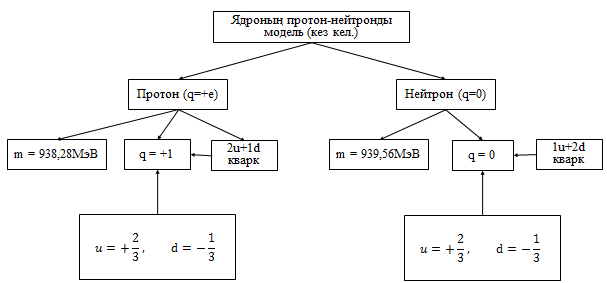 Ядроның протон-нейтронды
модель (кез кел.)
Протон (q=+e)
Нейтрон (q=0)
m = 938,28МэВ
q = +1
2u+1d
кварк
m = 939,56МэВ
q = 0
1u+2d
кварк
u = +2/3, d = −1/3
u = +2/3, d = −1/3